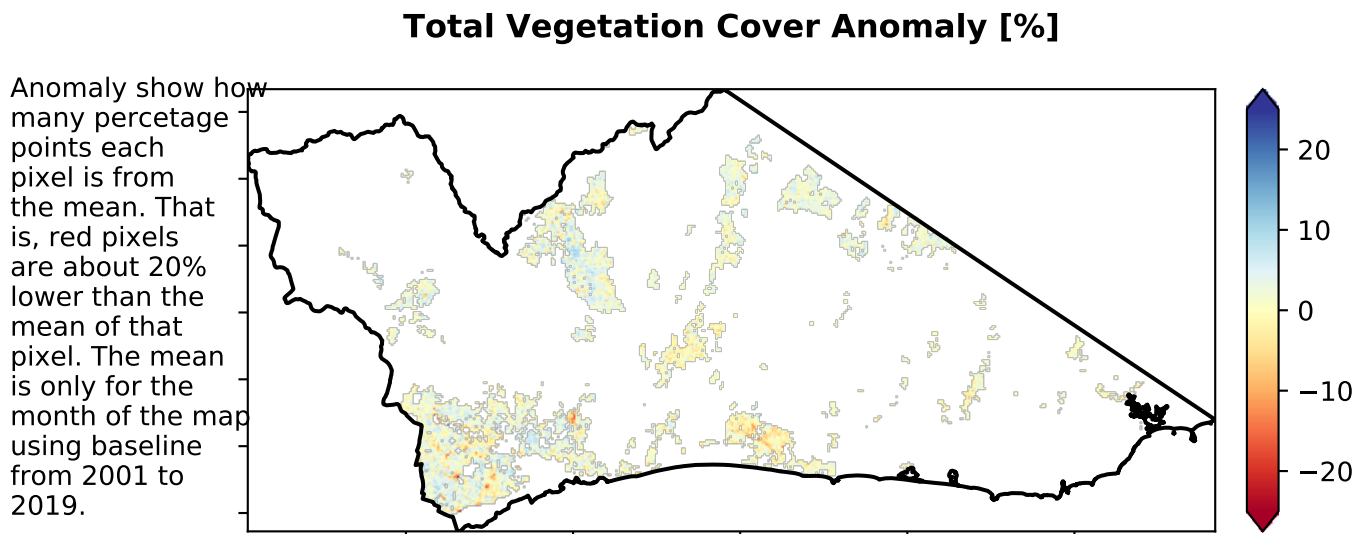 Total Vegetation Cover Anomaly [%]
Anomaly show how
many percetage
points each
pixel is from
the mean. That
is, red pixels
are about 20%
lower than the
mean of that
pixel. The mean
is only for the
month of the map
using baseline
from 2001 to
2019.
20
10
0
−10
−20